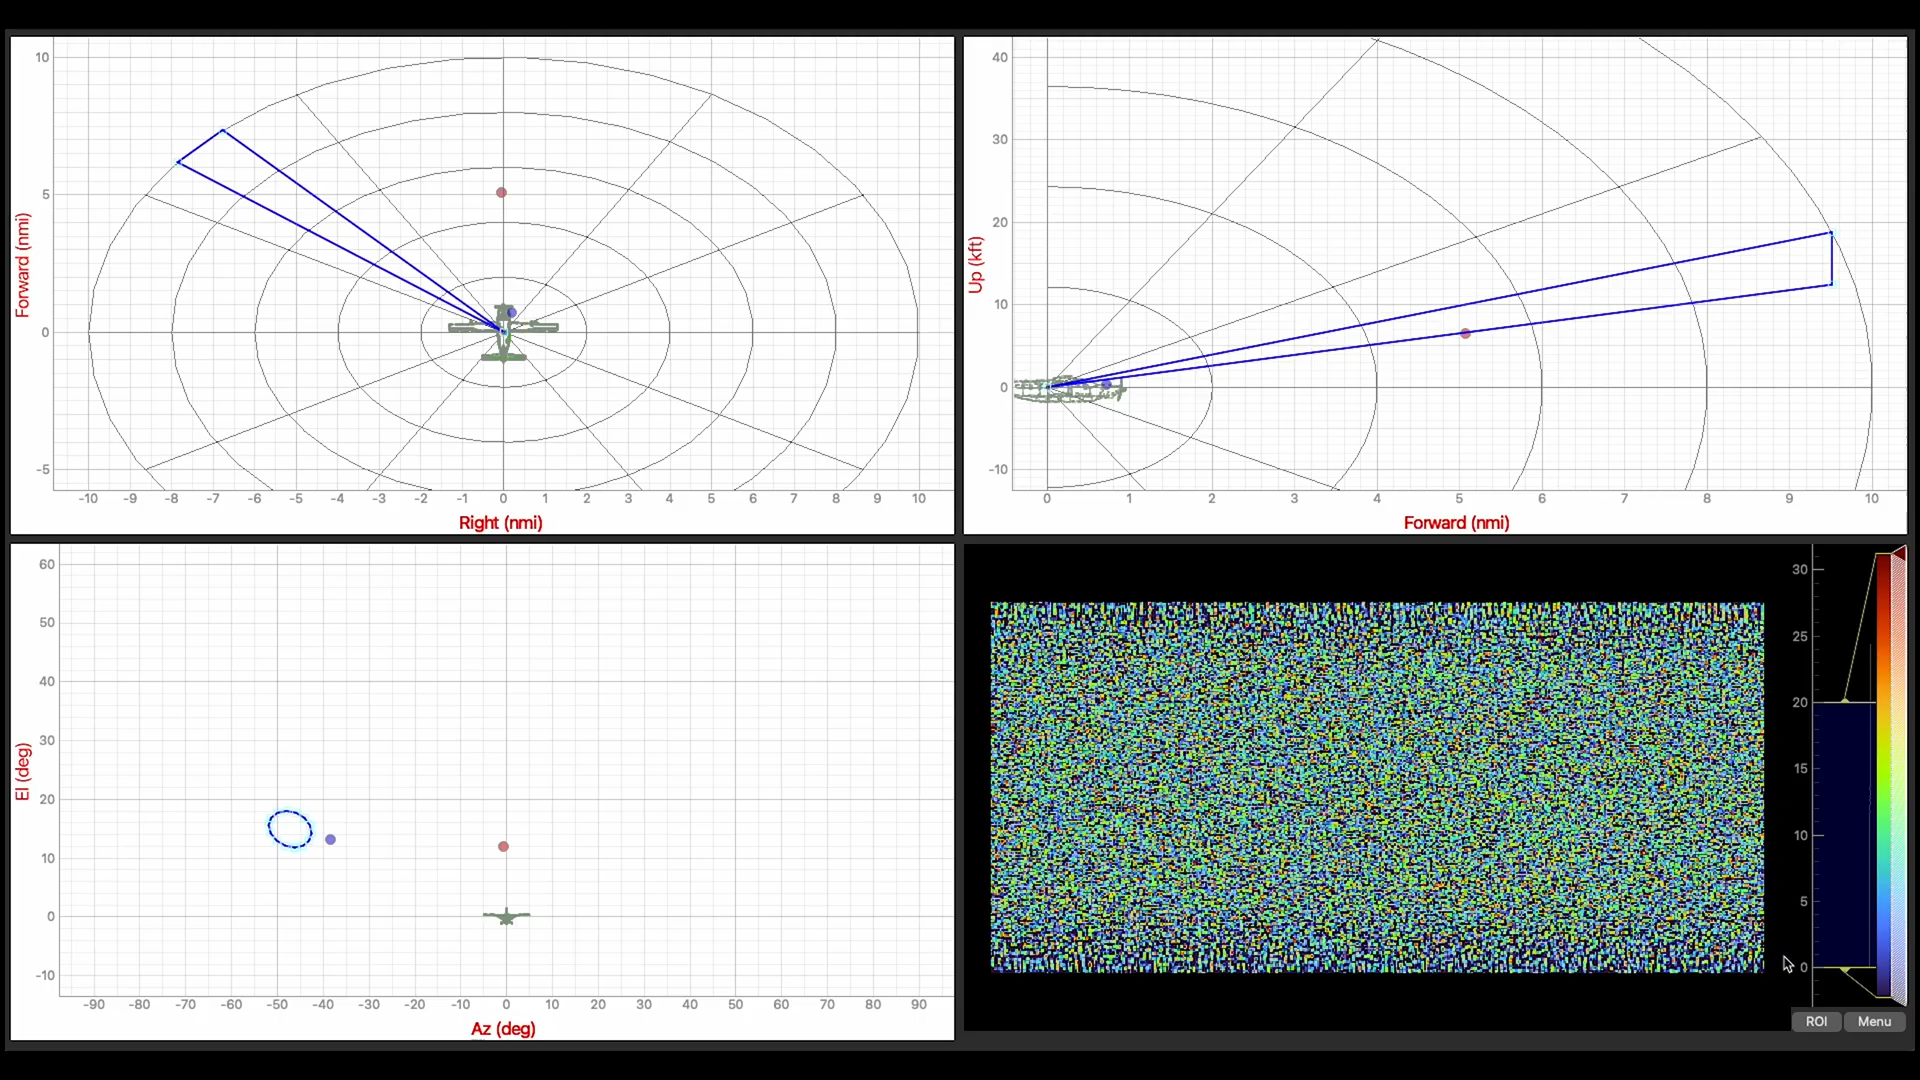 10
5
0
-5
Forward (nmi)
-10 -9 -8 -7 -6 -5 -4 -3 -2 -1 0 1 2 3 4 5 6 7 8 9 10
Right (nmi)
40
30
20
10
0
-10
Up (kft)
0 1 2 3 4 5 6 7 8 9 10
Forward (nmi)
60
50
40
30
20
10
0
-10
El (deg)
-90 -80 -70 -60 -50 -40 -30 -20 -10 0 10 20 30 40 50 60 70 80 90
Az (deg)
30
25
20
15
10
5
0
ROI Menu